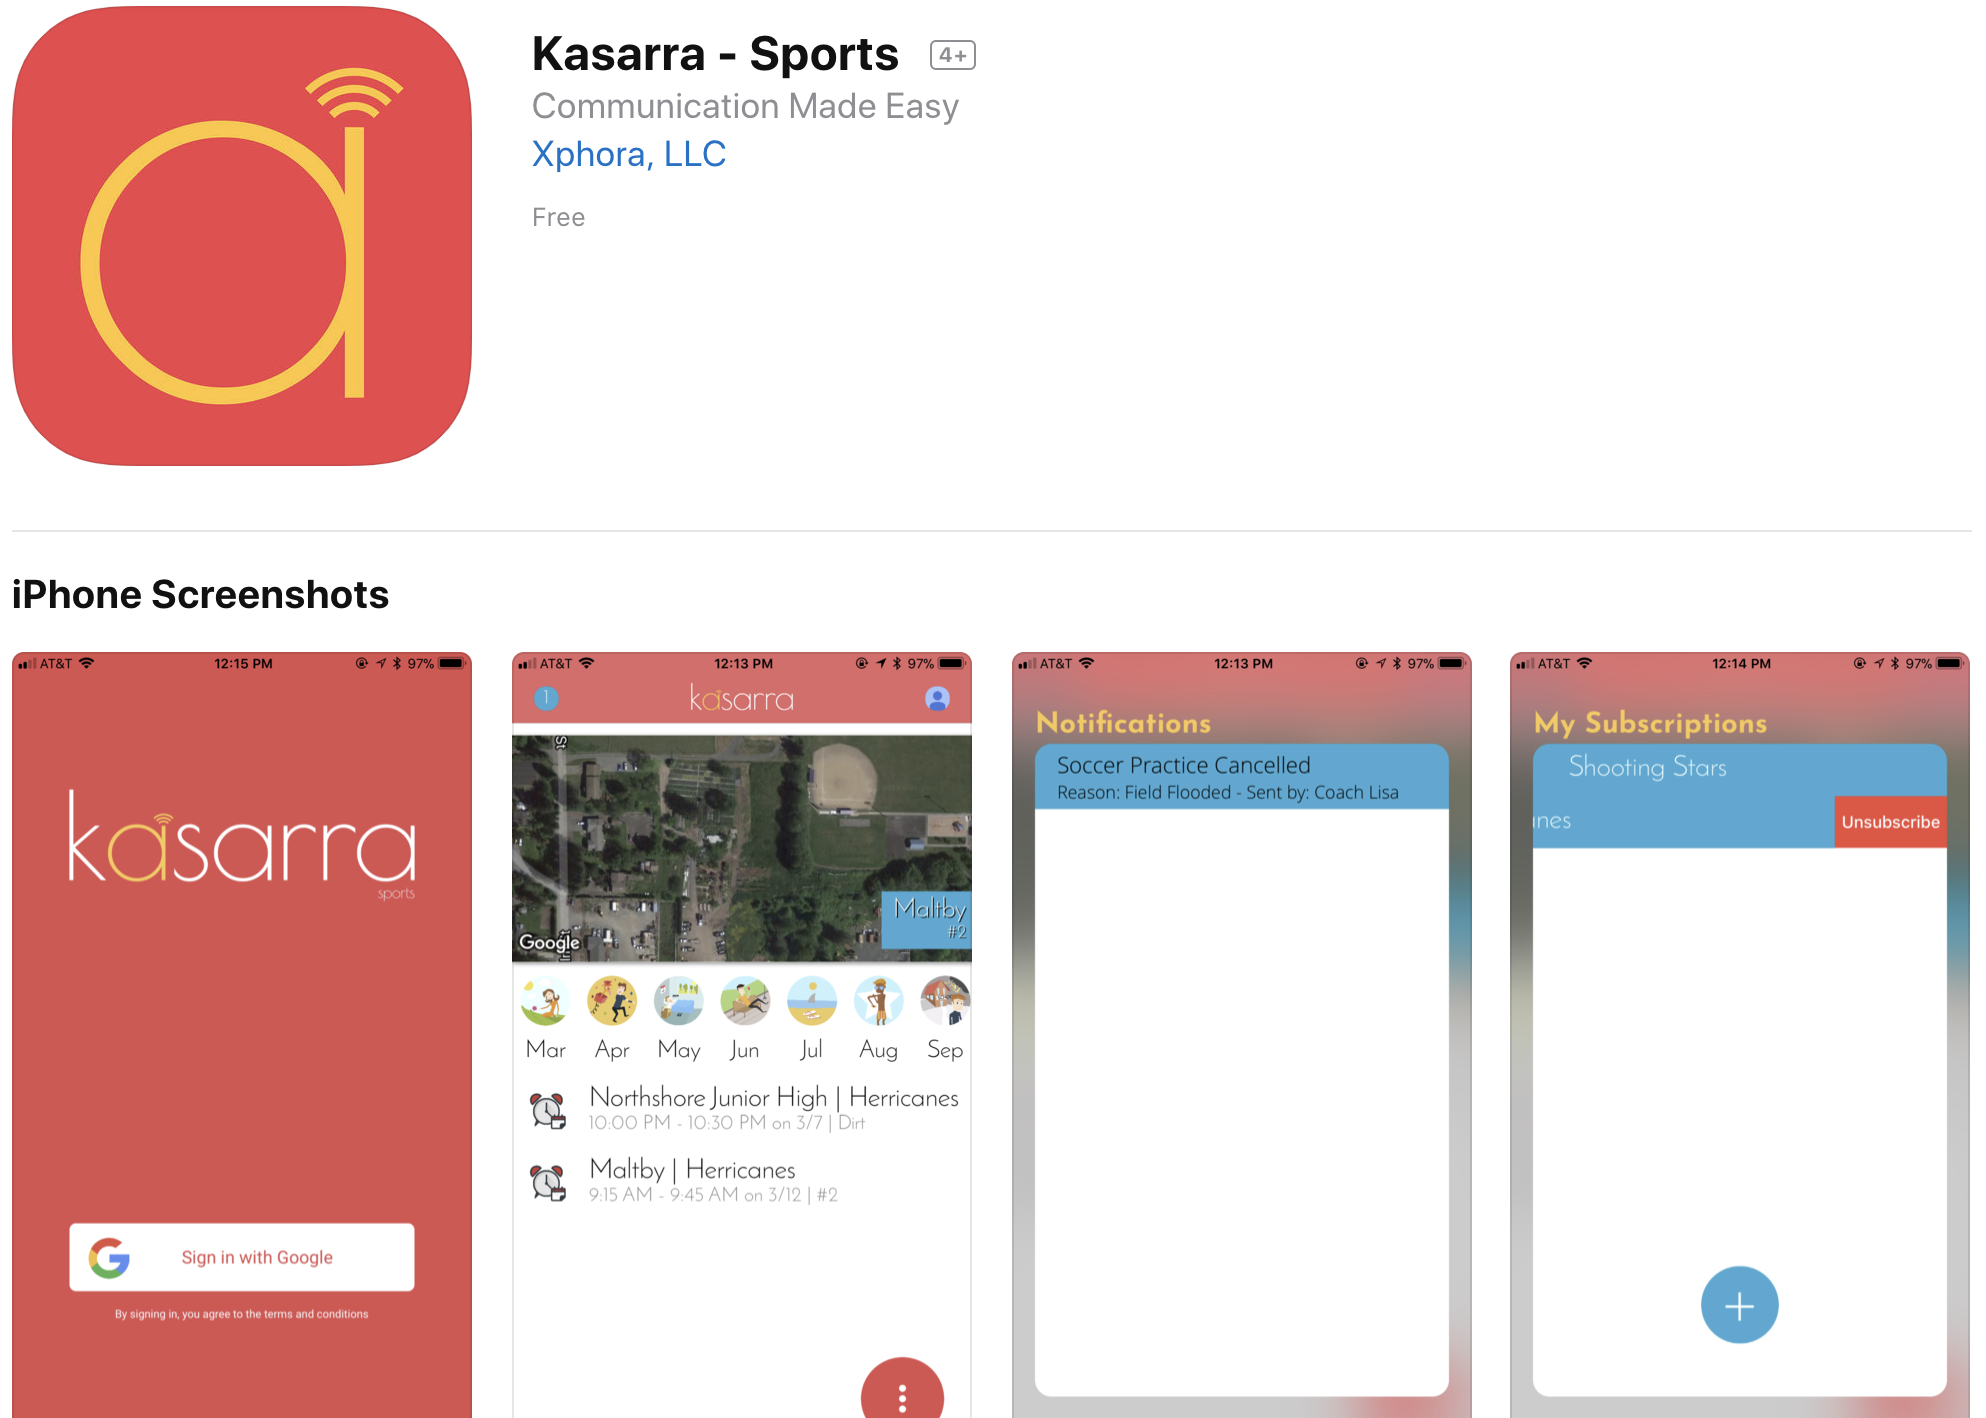 Kasarra - Sports 4+
Communication Made Easy
Xphora, LLC
Free
iPhone Screenshots
AT&T 12:15 PM 97%
kasarra
sports
Sign in with Google
By signing in, you agree to the terms and conditions
AT&T 12:13 PM 97%
1 kasarra
St
Maltby
#2
Google
Mar Apr May Jun Jul Aug Sep
Northshore Junior High | Herricanes
10:00 PM - 10:30 PM on 3/7 | Dirt
Maltby | Herricanes
9:15 AM - 9:45 AM on 3/12 | #2
AT&T 12:13 PM 97%
Notifications
Soccer Practice Cancelled
Reason: Field Flooded - Sent by: Coach Lisa
AT&T 12:14 PM 97%
My Subscriptions
Shooting Stars
anes Unsubscribe